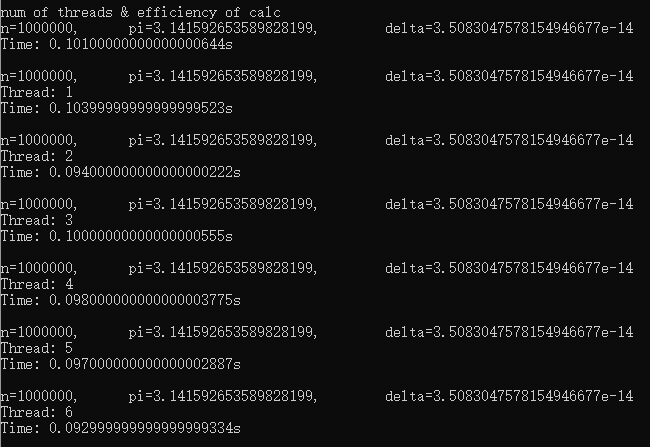 num of threads & efficiency of calc
n=1000000, pi=3.141592653589828199, delta=3.5083047578154946677e-14
Time: 0.10100000000000000644s
n=1000000, pi=3.141592653589828199, delta=3.5083047578154946677e-14
Thread: 1
Time: 0.10399999999999999523s
n=1000000, pi=3.141592653589828199, delta=3.5083047578154946677e-14
Thread: 2
Time: 0.094000000000000000222s
n=1000000, pi=3.141592653589828199, delta=3.5083047578154946677e-14
Thread: 3
Time: 0.10000000000000000555s
n=1000000, pi=3.141592653589828199, delta=3.5083047578154946677e-14
Thread: 4
Time: 0.098000000000000003775s
n=1000000, pi=3.141592653589828199, delta=3.5083047578154946677e-14
Thread: 5
Time: 0.097000000000000002887s
n=1000000, pi=3.141592653589828199, delta=3.5083047578154946677e-14
Thread: 6
Time: 0.092999999999999999334s